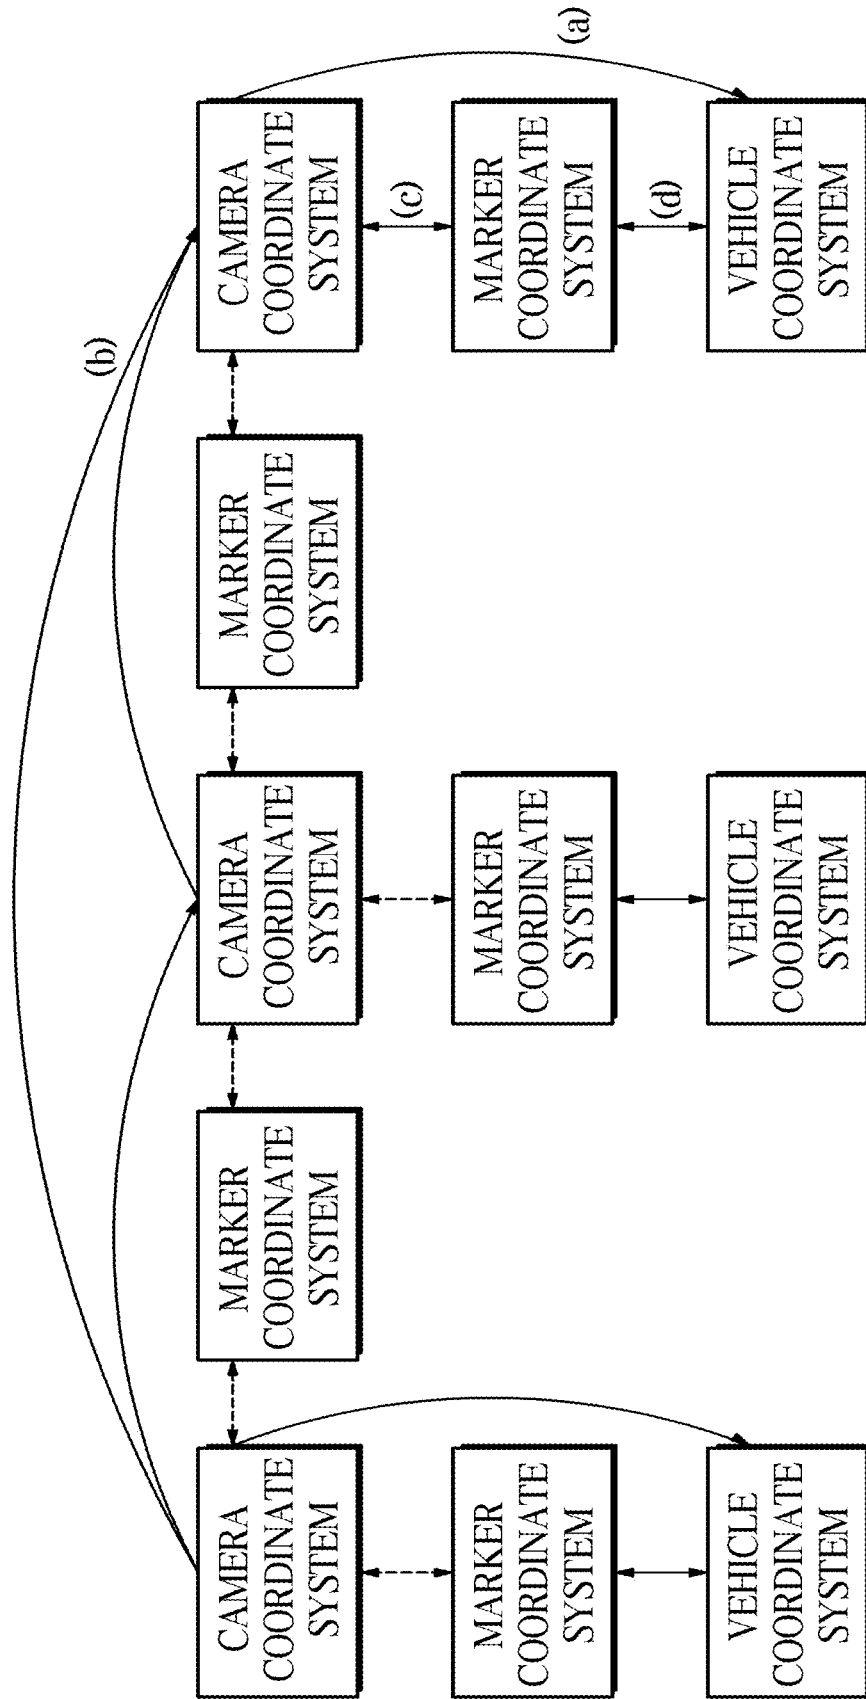 (b)
CAMERA
COORDINATE
SYSTEM
MARKER
COORDINATE
SYSTEM
CAMERA
COORDINATE
SYSTEM
MARKER
COORDINATE
SYSTEM
CAMERA
COORDINATE
SYSTEM
(c)
MARKER
COORDINATE
SYSTEM
MARKER
COORDINATE
SYSTEM
MARKER
COORDINATE
SYSTEM
(a)
(d)
VEHICLE
COORDINATE
SYSTEM
VEHICLE
COORDINATE
SYSTEM
VEHICLE
COORDINATE
SYSTEM